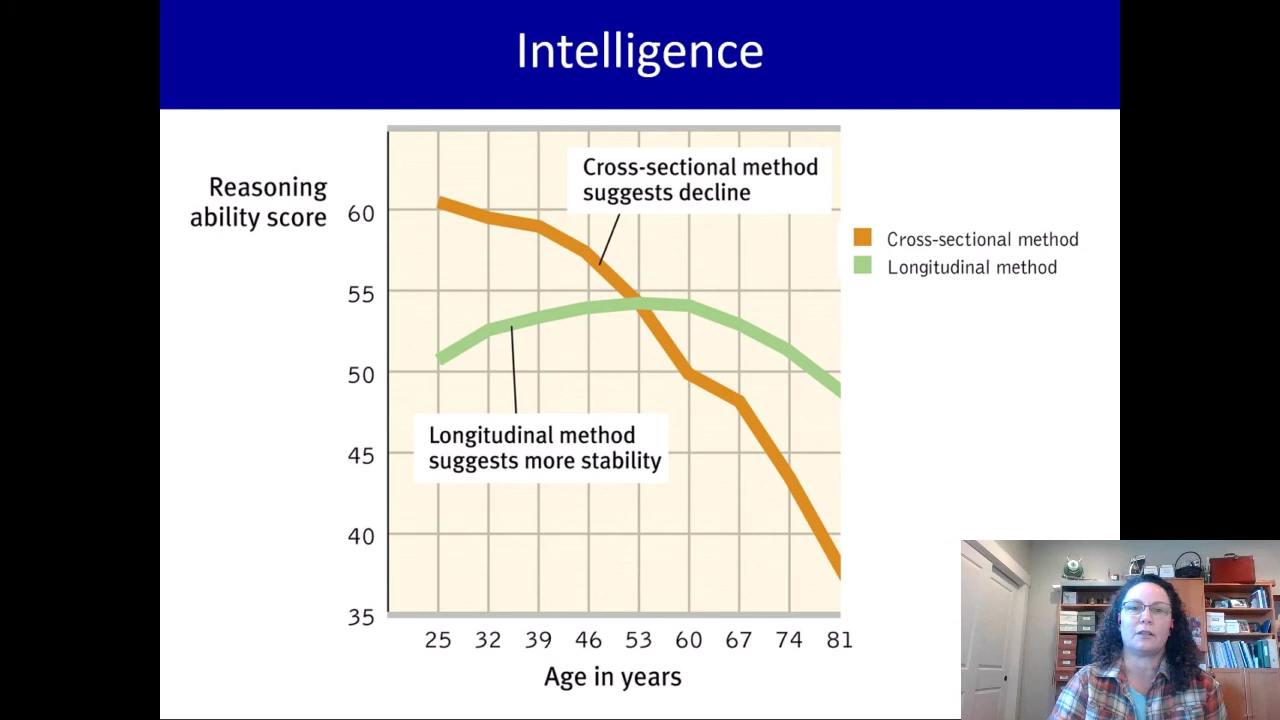 Intelligence
Reasoning
ability score
60
55
50
45
40
35
Cross-sectional method
suggests decline
Longitudinal method
suggests more stability
Cross-sectional method
Longitudinal method
25 32 39 46 53 60 67 74 81
Age in years